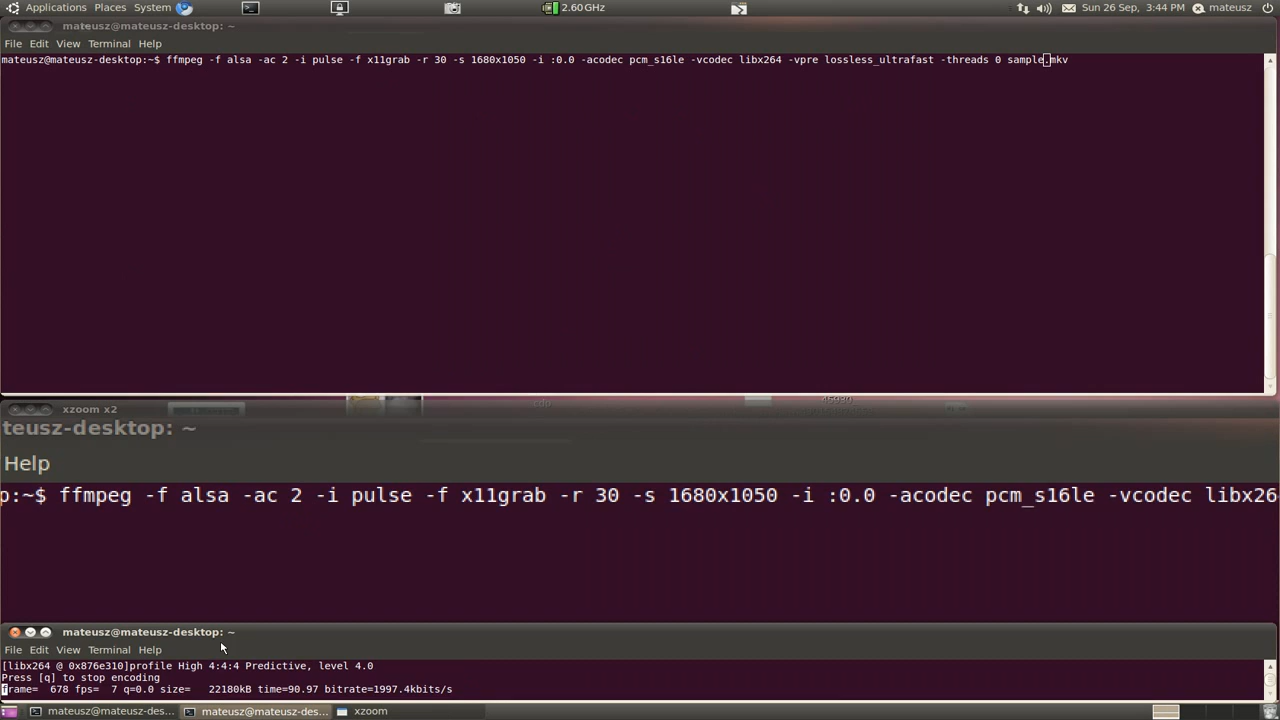 Applications Places System 2.60GHz Sun 26 Sep, 3:44 PM mateusz
mateusz@mateusz-desktop: ~
File Edit View Terminal Help
mateusz@mateusz-desktop:~$ ffmpeg -f alsa -ac 2 -i pulse -f x11grab -r 30 -s 1680x1050 -i :0.0 -acodec pcm_s16le -vcodec libx264 -vpre lossless_ultrafast -threads 0 sample.mkv
xzoom x2
teusz-desktop: ~
Help
p:~$ ffmpeg -f alsa -ac 2 -i pulse -f x11grab -r 30 -s 1680x1050 -i :0.0 -acodec pcm_s16le -vcodec libx26
mateusz@mateusz-desktop: ~
File Edit View Terminal Help
[libx264 @ 0x876e310]profile High 4:4:4 Predictive, level 4.0
Press [q] to stop encoding
frame= 678 fps= 7 q=0.0 size= 22180kB time=90.97 bitrate=1997.4kbits/s
mateusz@mateusz-des... mateusz@mateusz-des... xzoom